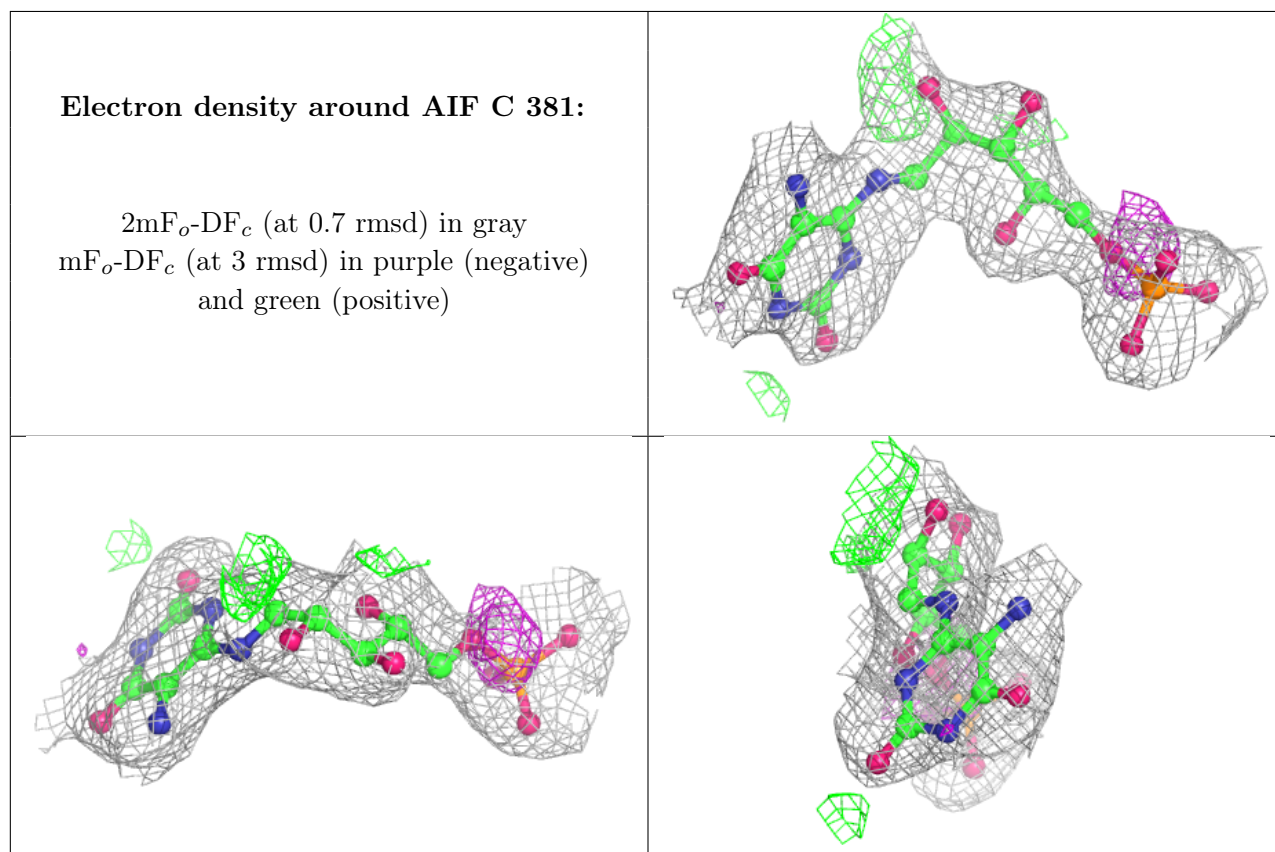 Electron density around AIF C 381:
2mFo-DFc (at 0.7 rmsd) in gray
mFo-DFc (at 3 rmsd) in purple (negative)
and green (positive)